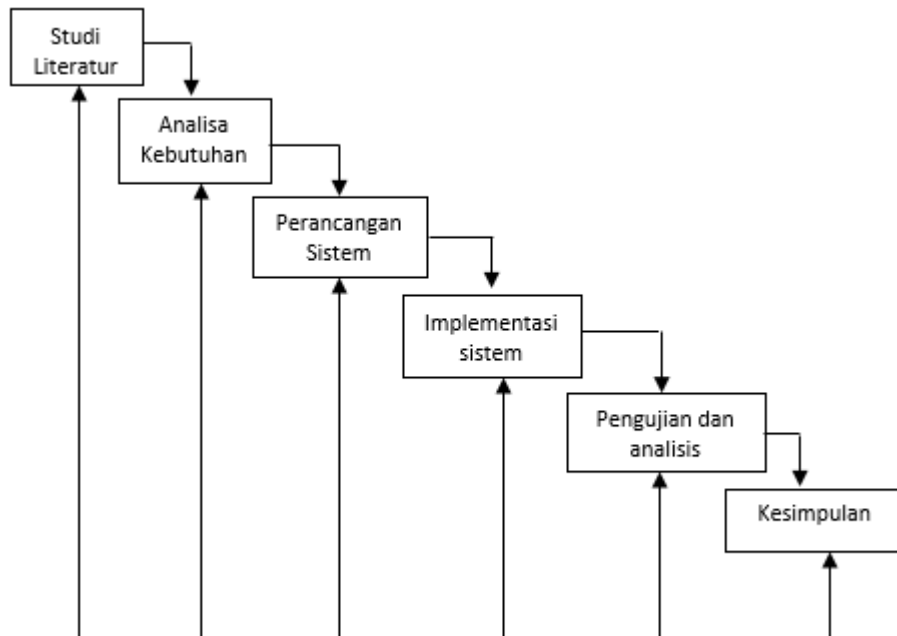 Studi
Literatur
Analisa
Kebutuhan
Perancangan
Sistem
Implementasi
sistem
Pengujian dan
analisis
Kesimpulan